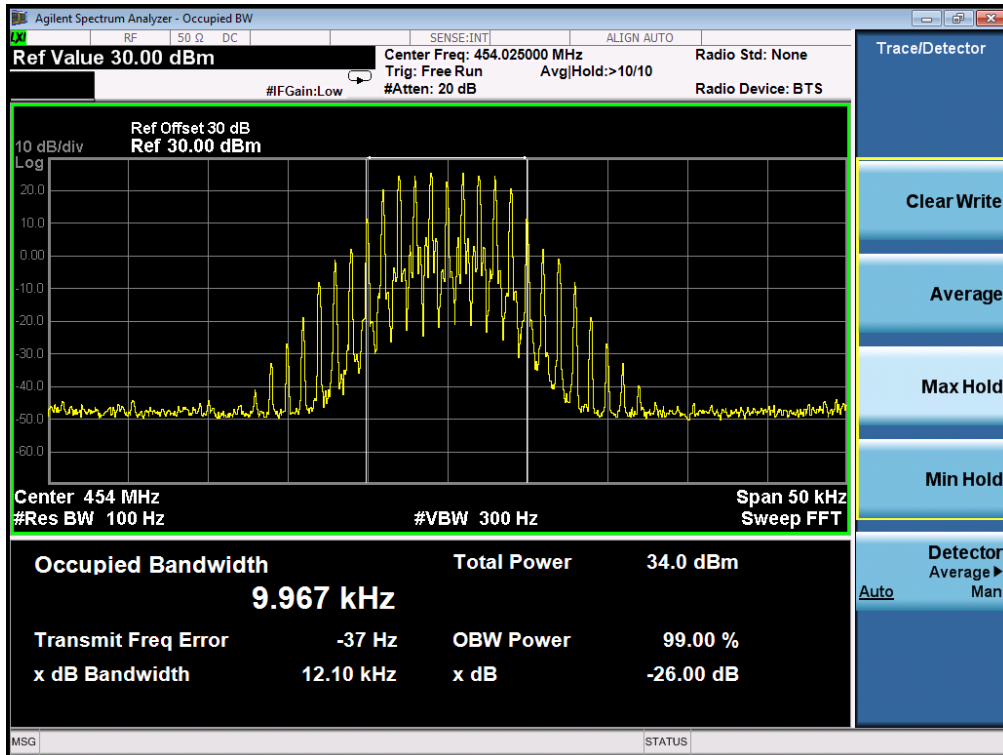 Agilent Spectrum Analyzer - Occupied BW
LXI RF 50 Ω DC SENSE:INT ALIGN AUTO
Ref Value 30.00 dBm
Center Freq: 454.025000 MHz Radio Std: None
Trig: Free Run Avg|Hold:>10/10
#IFGain:Low #Atten: 20 dB Radio Device: BTS
Ref Offset 30 dB
10 dB/div Ref 30.00 dBm
Log
20.0
10.0
0.00
-10.0
-20.0
-30.0
-40.0
-50.0
-60.0
Center 454 MHz Span 50 kHz
#Res BW 100 Hz #VBW 300 Hz Sweep FFT
Occupied Bandwidth Total Power 34.0 dBm
9.967 kHz
Transmit Freq Error -37 Hz OBW Power 99.00 %
x dB Bandwidth 12.10 kHz x dB -26.00 dB
MSG STATUS
Trace/Detector
Clear Write
Average
Max Hold
Min Hold
Detector
Average
Auto Man